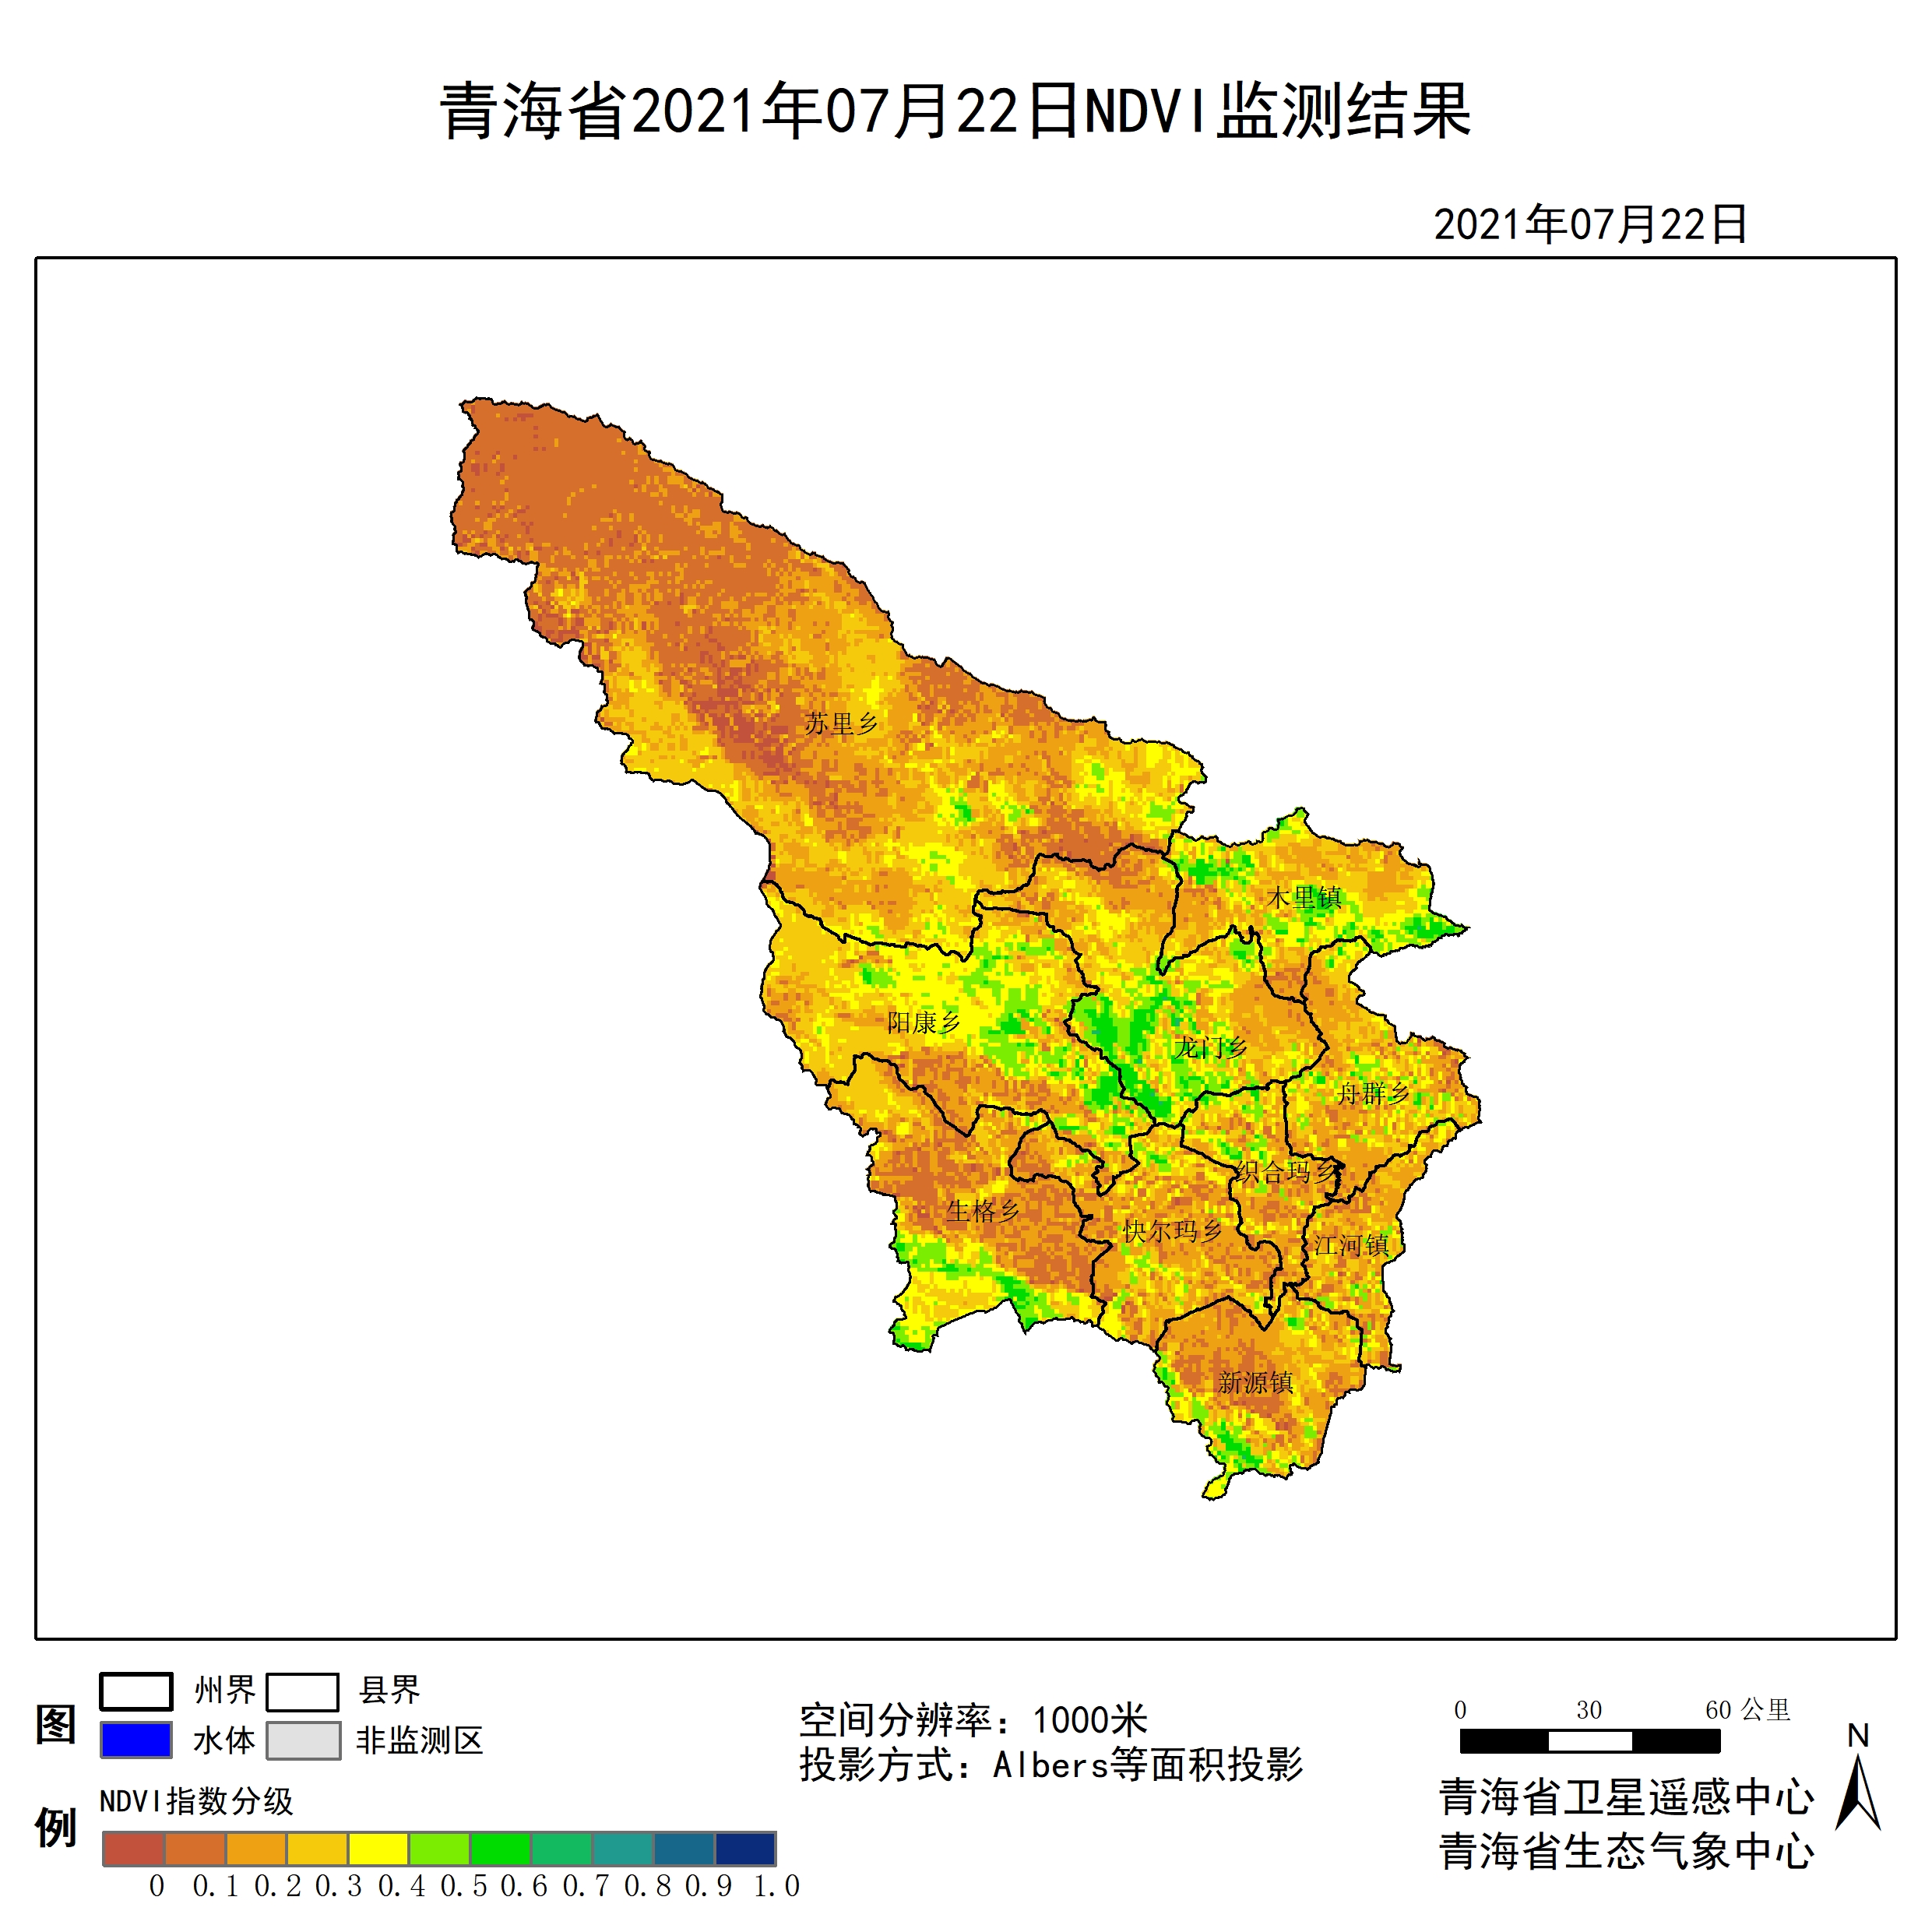 青海省2021年07月22日NDVI监测结果
2021年07月22日
苏里乡
木里镇
阳康乡
龙门乡
舟群乡
织合玛乡
生格乡
快尔玛乡
江河镇
新源镇
图例
州界
县界
水体
非监测区
NDVI指数分级
0 0.1 0.2 0.3 0.4 0.5 0.6 0.7 0.8 0.9 1.0
空间分辨率：1000米
投影方式：Albers等面积投影
0 30 60 公里
N
青海省卫星遥感中心
青海省生态气象中心